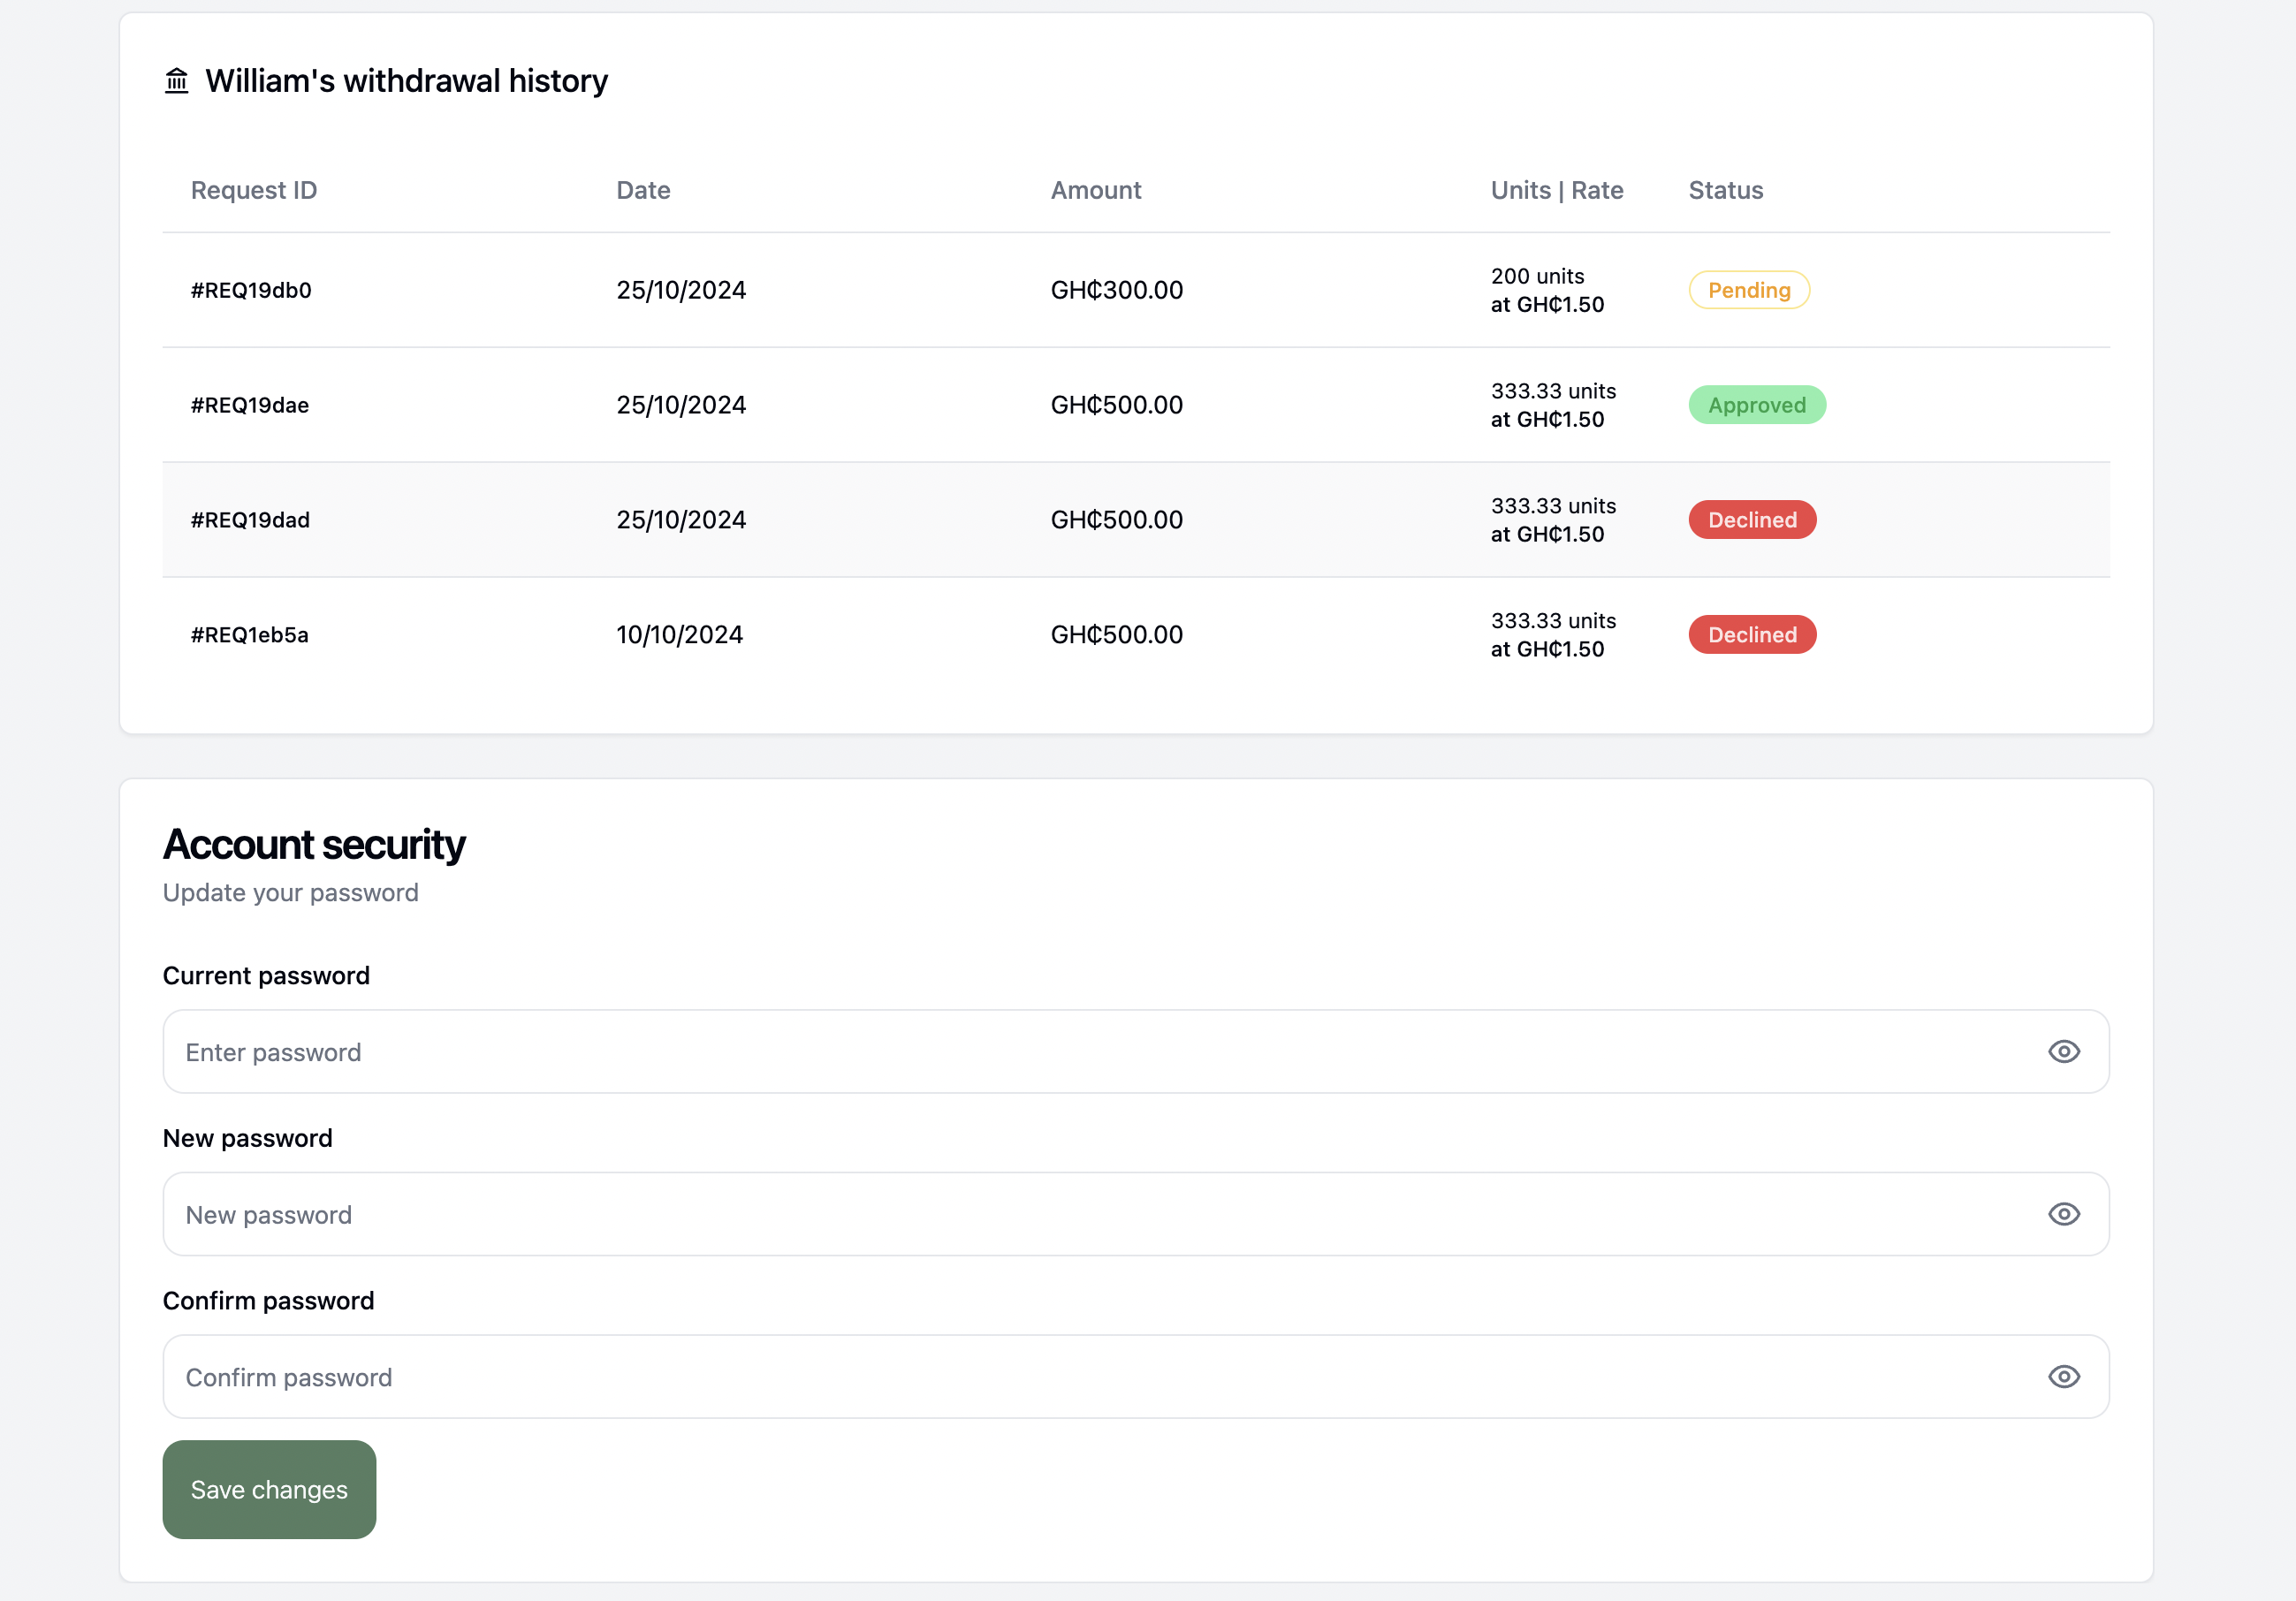 William's withdrawal history
Request ID Date Amount Units | Rate Status
#REQ19db0 25/10/2024 GH₵300.00 200 units at GH₵1.50 Pending
#REQ19dae 25/10/2024 GH₵500.00 333.33 units at GH₵1.50 Approved
#REQ19dad 25/10/2024 GH₵500.00 333.33 units at GH₵1.50 Declined
#REQ1eb5a 10/10/2024 GH₵500.00 333.33 units at GH₵1.50 Declined
Account security
Update your password
Current password
Enter password
New password
New password
Confirm password
Confirm password
Save changes